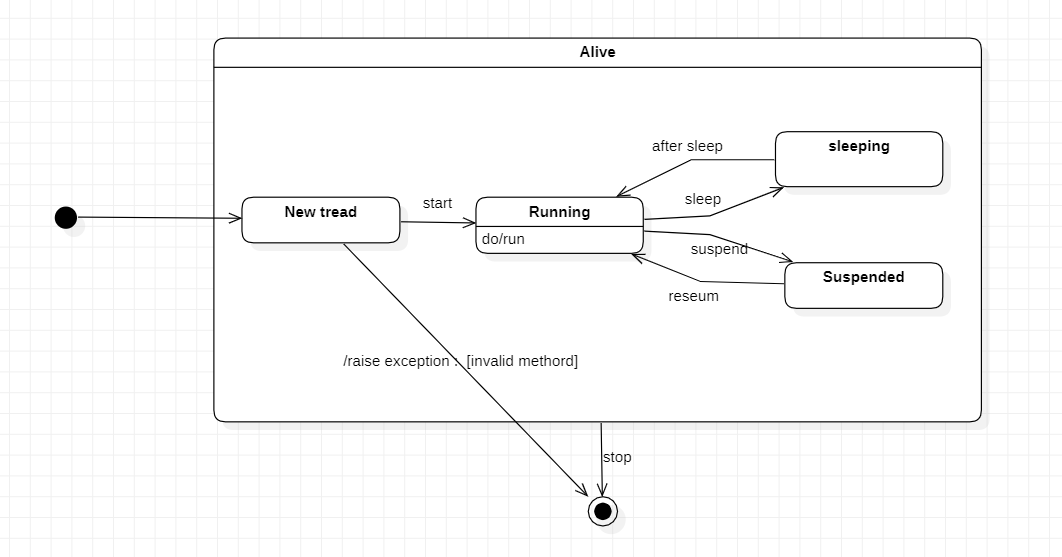 Alive
after sleep
sleeping
sleep
New tread
start
Running
do/run
suspend
Suspended
reseum
/raise exception : [invalid methord]
stop